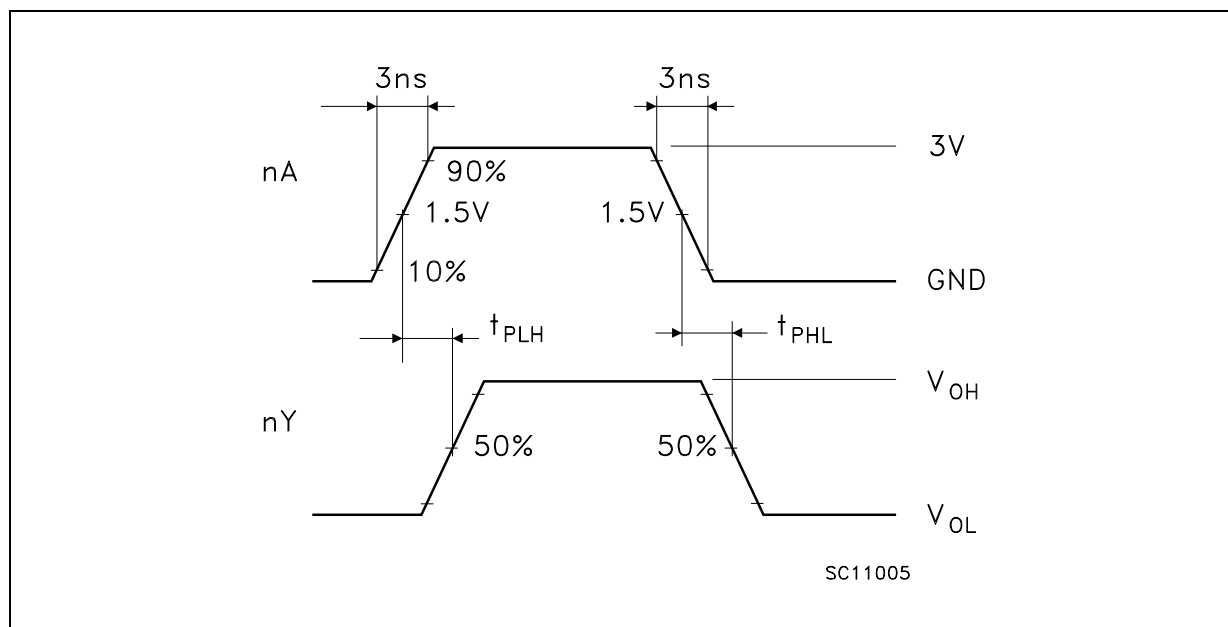 3ns 3ns
3V
nA
90%
1.5V 1.5V
10%
GND
tPLH tPHL
VOH
nY
50% 50%
VOL
SC11005